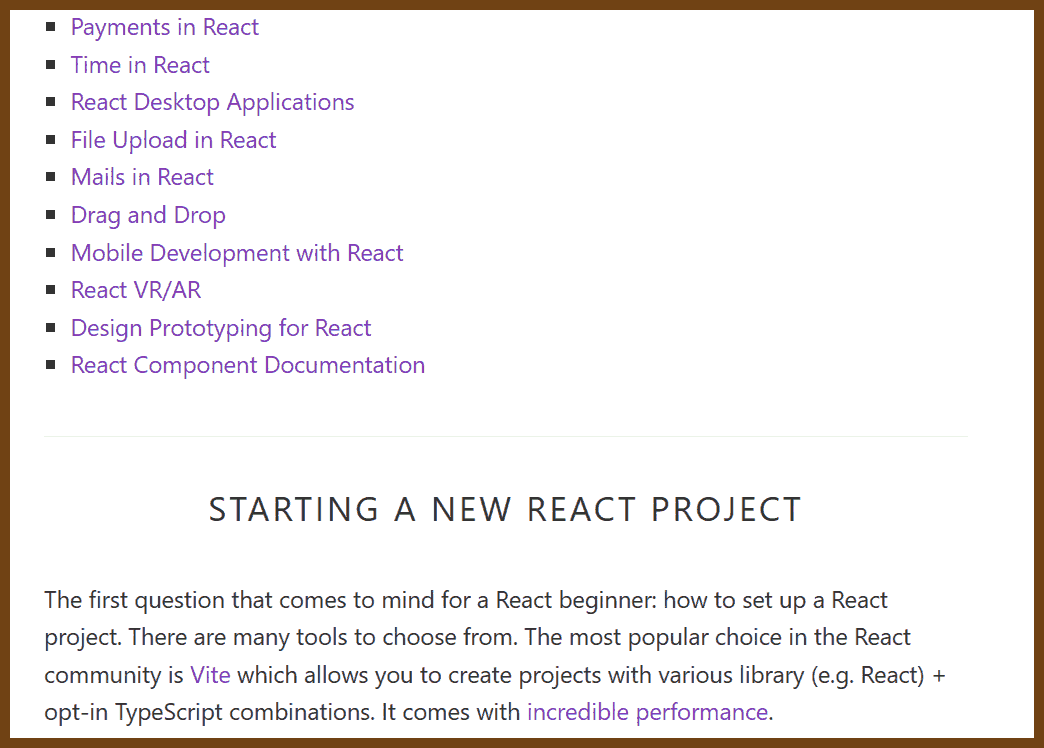 Payments in React
Time in React
React Desktop Applications
File Upload in React
Mails in React
Drag and Drop
Mobile Development with React
React VR/AR
Design Prototyping for React
React Component Documentation
STARTING A NEW REACT PROJECT
The first question that comes to mind for a React beginner: how to set up a React
project. There are many tools to choose from. The most popular choice in the React
community is Vite which allows you to create projects with various library (e.g. React) +
opt-in TypeScript combinations. It comes with incredible performance.